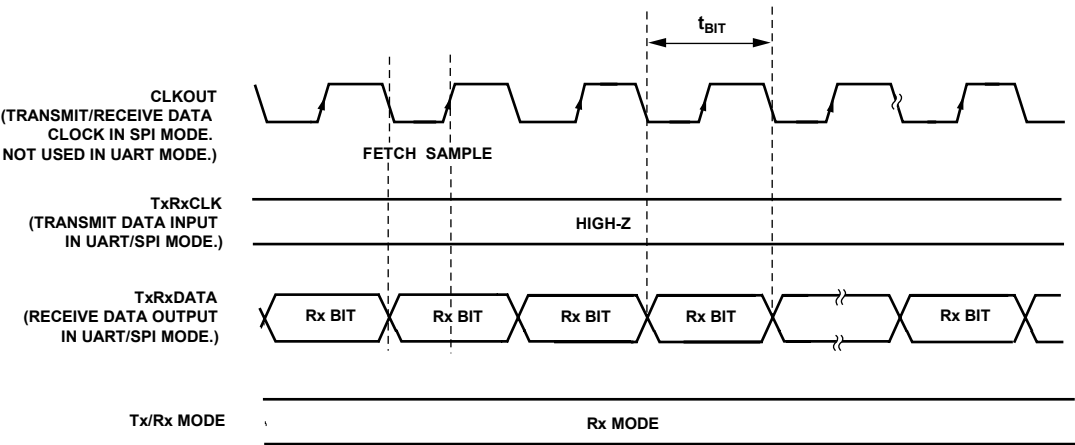 tBIT
CLKOUT
(TRANSMIT/RECEIVE DATA
CLOCK IN SPI MODE.
NOT USED IN UART MODE.)
FETCH SAMPLE
TxRxCLK
(TRANSMIT DATA INPUT
IN UART/SPI MODE.)
HIGH-Z
TxRxDATA
(RECEIVE DATA OUTPUT
IN UART/SPI MODE.)
Rx BIT Rx BIT Rx BIT Rx BIT Rx BIT
Tx/Rx MODE
Rx MODE